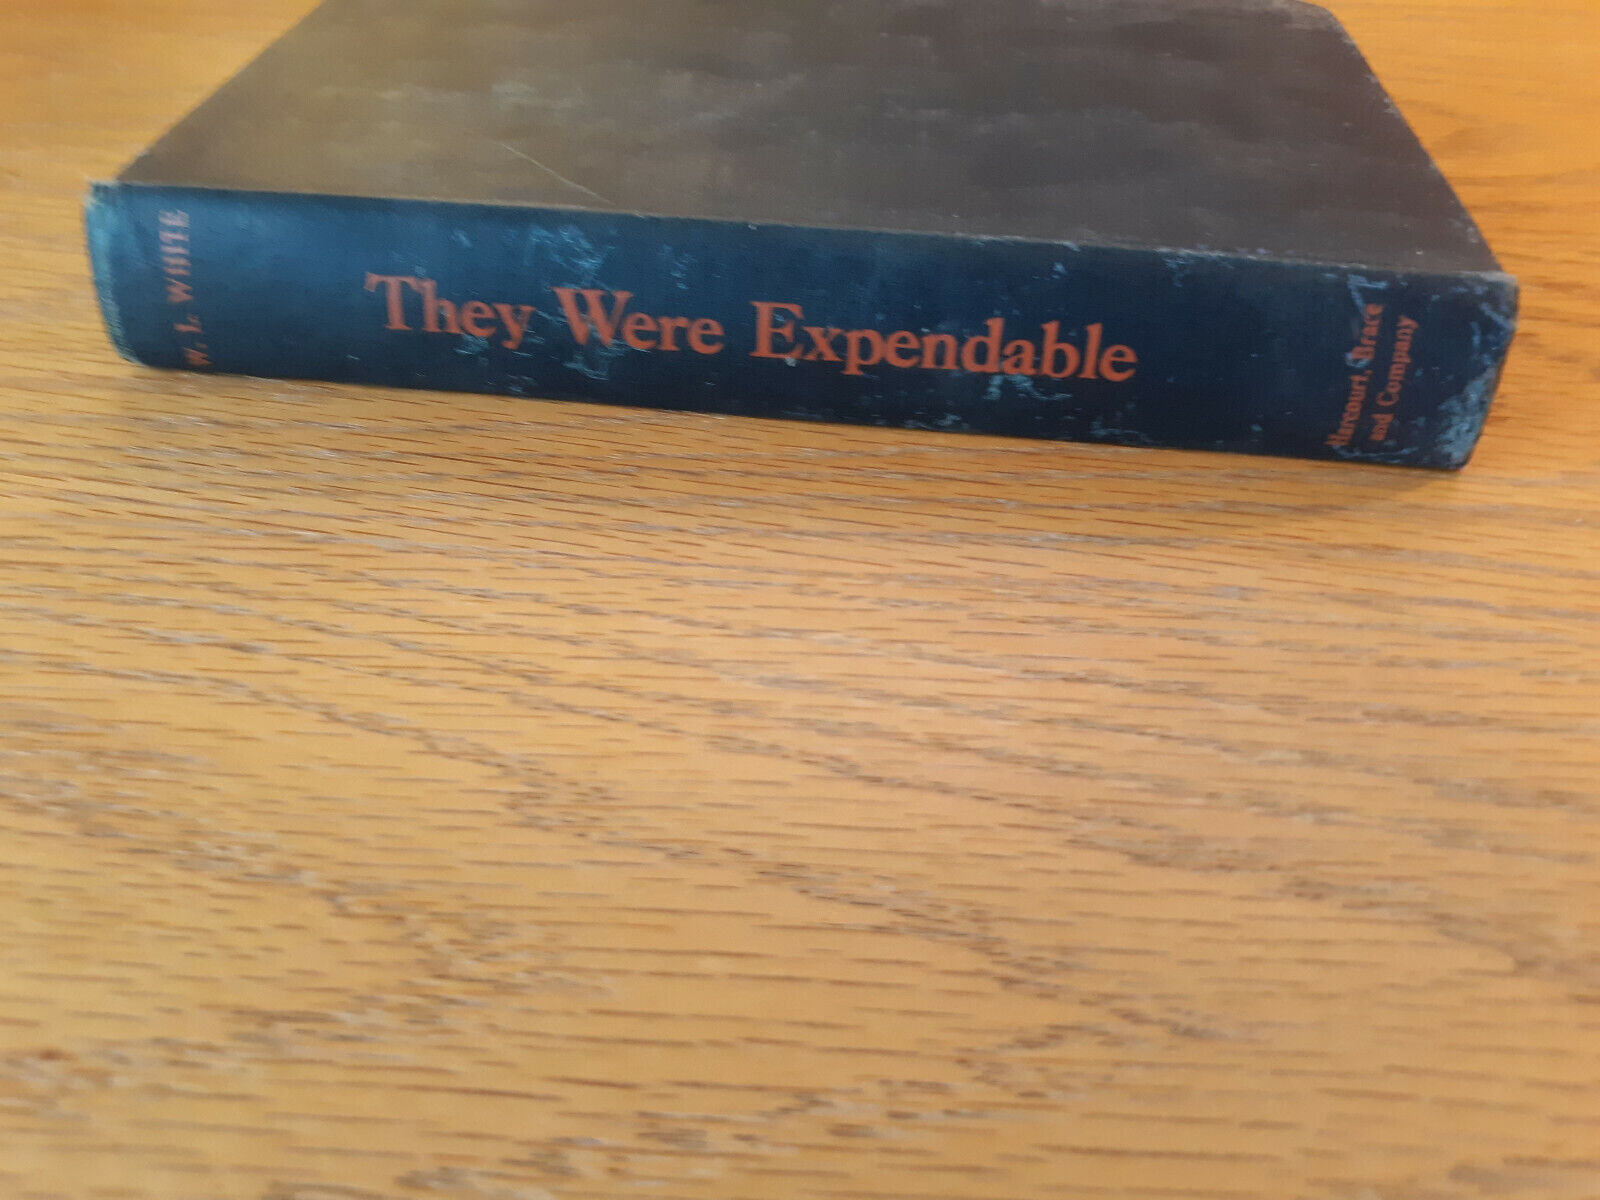 W. L. WHITE
They Were Expendable
Harcourt, Brace
and Company